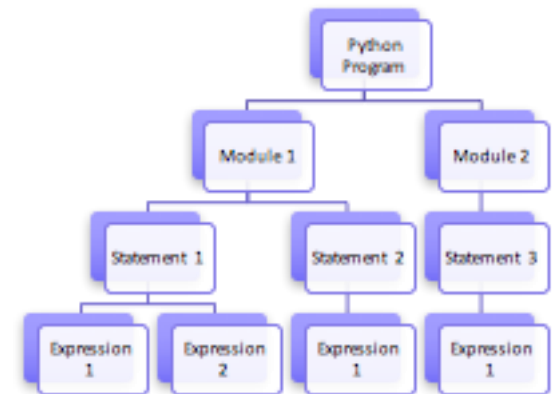 Python
Program
Module 1
Module 2
Statement 1
Statement 2
Statement 3
Expression
1
Expression
2
Expression
1
Expression
1